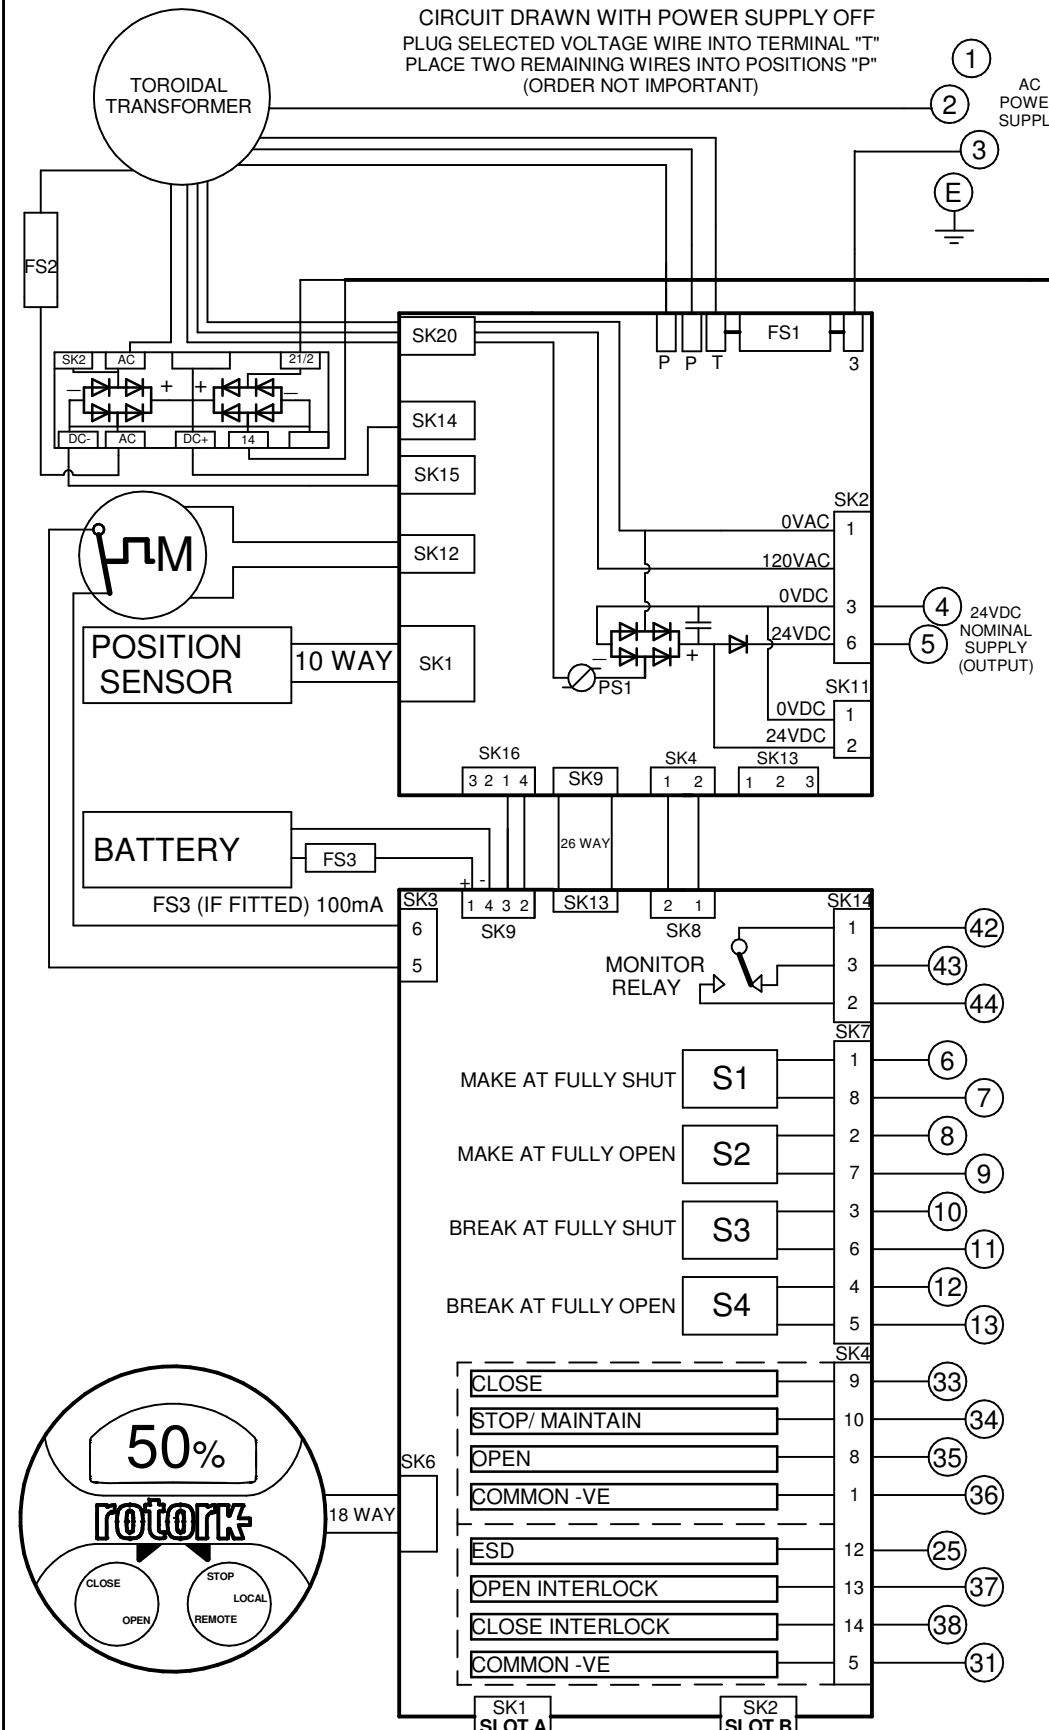 CIRCUIT DRAWN WITH POWER SUPPLY OFF
PLUG SELECTED VOLTAGE WIRE INTO TERMINAL "T"
PLACE TWO REMAINING WIRES INTO POSITIONS "P"
(ORDER NOT IMPORTANT)
TOROIDAL
TRANSFORMER
1
2
3
E
AC
POWE
SUPPL
FS2
SK20
P P T
FS1
3
SK2 AC 21/2
− + + −
DC- AC DC+ 14
SK14
SK15
SK12
M
POSITION
SENSOR
10 WAY
SK1
SK2
0VAC 1
120VAC
0VDC 3
24VDC 6
4
5
24VDC
NOMINAL
SUPPLY
(OUTPUT)
− +
PS1
SK11
0VDC 1
24VDC 2
SK16
3 2 1 4
SK9
SK4
1 2
SK13
1 2 3
26 WAY
BATTERY
FS3
+ -
FS3 (IF FITTED) 100mA
SK3
6
5
1 4 3 2
SK9
SK13
2 1
SK8
SK14
MONITOR
RELAY
1 42
3 43
2 44
SK7
MAKE AT FULLY SHUT S1
1 6
8 7
MAKE AT FULLY OPEN S2
2 8
7 9
BREAK AT FULLY SHUT S3
3 10
6 11
BREAK AT FULLY OPEN S4
4 12
5 13
SK4
CLOSE 9 33
STOP/ MAINTAIN 10 34
OPEN 8 35
COMMON -VE 1 36
ESD 12 25
OPEN INTERLOCK 13 37
CLOSE INTERLOCK 14 38
COMMON -VE 5 31
50%
rotork
CLOSE
OPEN
STOP
LOCAL
REMOTE
18 WAY
SK6
SK1
SLOT A
SK2
SLOT B